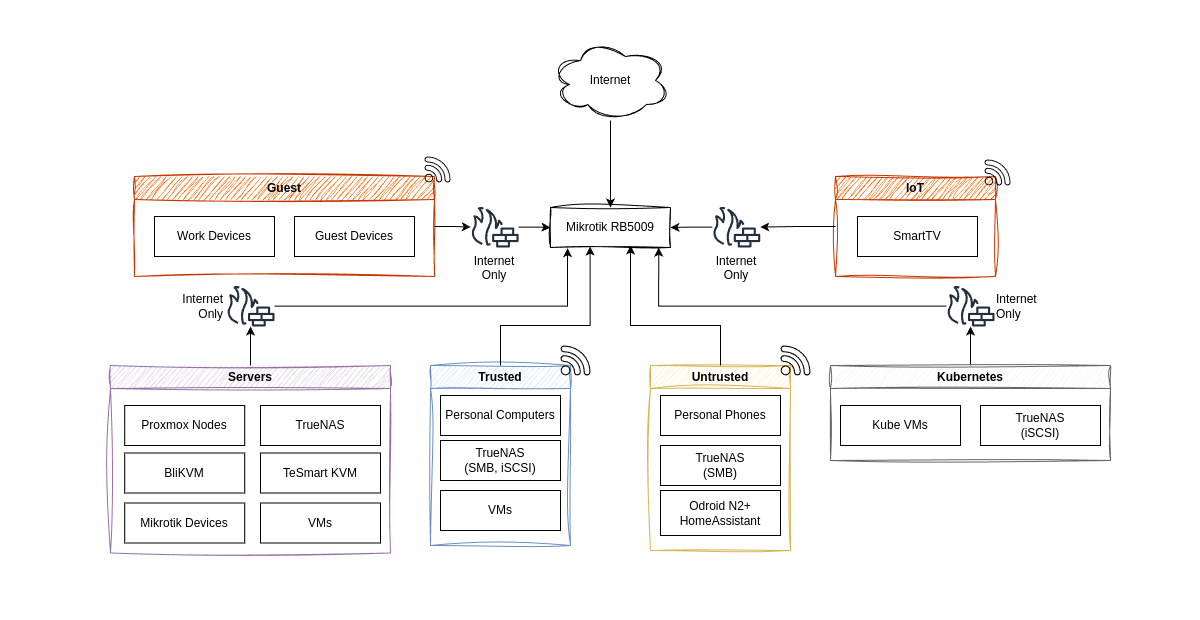 Internet
Guest
Work Devices
Guest Devices
Internet
Only
Mikrotik RB5009
Internet
Only
IoT
SmartTV
Internet
Only
Internet
Only
Servers
Proxmox Nodes
TrueNAS
BliKVM
TeSmart KVM
Mikrotik Devices
VMs
Trusted
Personal Computers
TrueNAS
(SMB, iSCSI)
VMs
Untrusted
Personal Phones
TrueNAS
(SMB)
Odroid N2+
HomeAssistant
Kubernetes
Kube VMs
TrueNAS
(iSCSI)